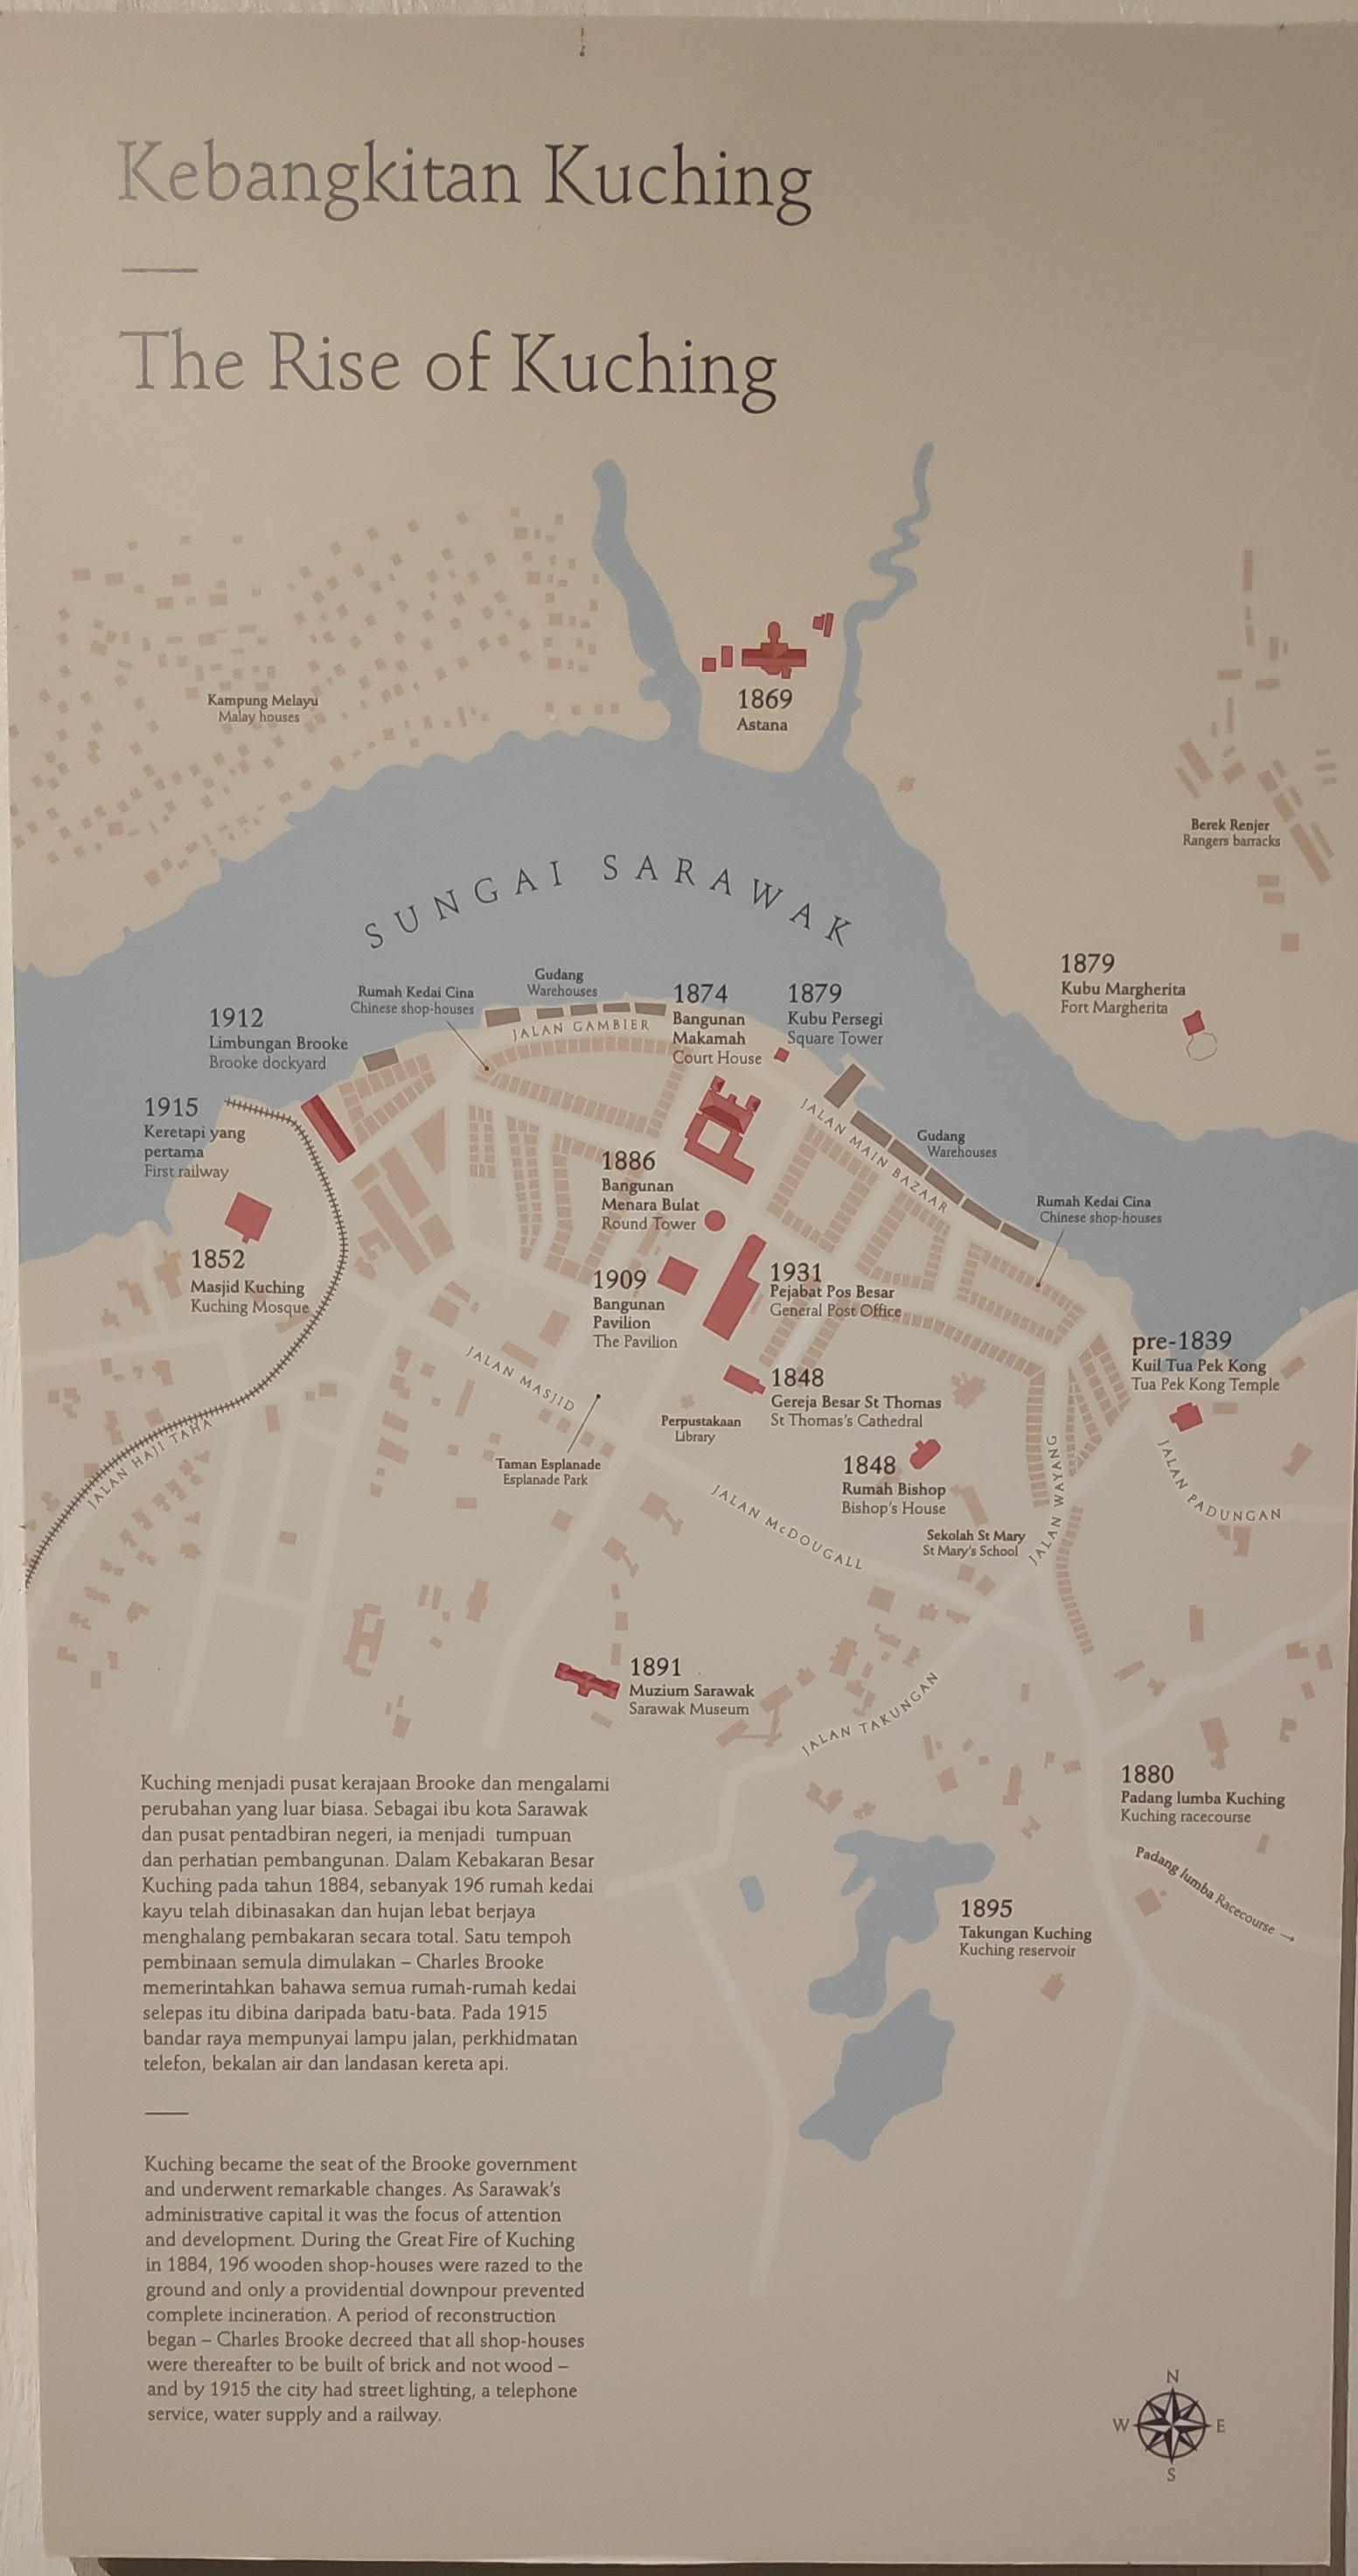 Kebangkitan Kuching
The Rise of Kuching
1869
Astana
Kampung Melayu
Malay houses
Berek Renjer
Rangers barracks
SUNGAI SARAWAK
1879
Kubu Margherita
Fort Margherita
Gudang
Warehouses
Rumah Kedai Cina
Chinese shop-houses
JALAN GAMBIER
1874
Bangunan
Makamah
Court House
1879
Kubu Persegi
Square Tower
1912
Limbungan Brooke
Brooke dockyard
1915
Keretapi yang
pertama
First railway
JALAN MAIN BAZAAR
Gudang
Warehouses
1886
Bangunan
Menara Bulat
Round Tower
Rumah Kedai Cina
Chinese shop-houses
1852
Masjid Kuching
Kuching Mosque
1909
Bangunan
Pavilion
The Pavilion
1931
Pejabat Pos Besar
General Post Office
pre-1839
Kuil Tua Pek Kong
Tua Pek Kong Temple
JALAN MASJID
1848
Gereja Besar St Thomas
St Thomas's Cathedral
Perpustakaan
Library
JALAN HAJI TAHA
Taman Esplanade
Esplanade Park
1848
Rumah Bishop
Bishop's House
JALAN WAYANG
JALAN PADUNGAN
JALAN McDOUGALL
Sekolah St Mary
St Mary's School
1891
Muzium Sarawak
Sarawak Museum
JALAN TAKUNGAN
1880
Padang lumba Kuching
Kuching racecourse
Padang lumba Racecourse →
1895
Takungan Kuching
Kuching reservoir
Kuching menjadi pusat kerajaan Brooke dan mengalami
perubahan yang luar biasa. Sebagai ibu kota Sarawak
dan pusat pentadbiran negeri, ia menjadi tumpuan
dan perhatian pembangunan. Dalam Kebakaran Besar
Kuching pada tahun 1884, sebanyak 196 rumah kedai
kayu telah dibinasakan dan hujan lebat berjaya
menghalang pembakaran secara total. Satu tempoh
pembinaan semula dimulakan – Charles Brooke
memerintahkan bahawa semua rumah-rumah kedai
selepas itu dibina daripada batu-bata. Pada 1915
bandar raya mempunyai lampu jalan, perkhidmatan
telefon, bekalan air dan landasan kereta api.
Kuching became the seat of the Brooke government
and underwent remarkable changes. As Sarawak's
administrative capital it was the focus of attention
and development. During the Great Fire of Kuching
in 1884, 196 wooden shop-houses were razed to the
ground and only a providential downpour prevented
complete incineration. A period of reconstruction
began – Charles Brooke decreed that all shop-houses
were thereafter to be built of brick and not wood –
and by 1915 the city had street lighting, a telephone
service, water supply and a railway.
N
W E
S